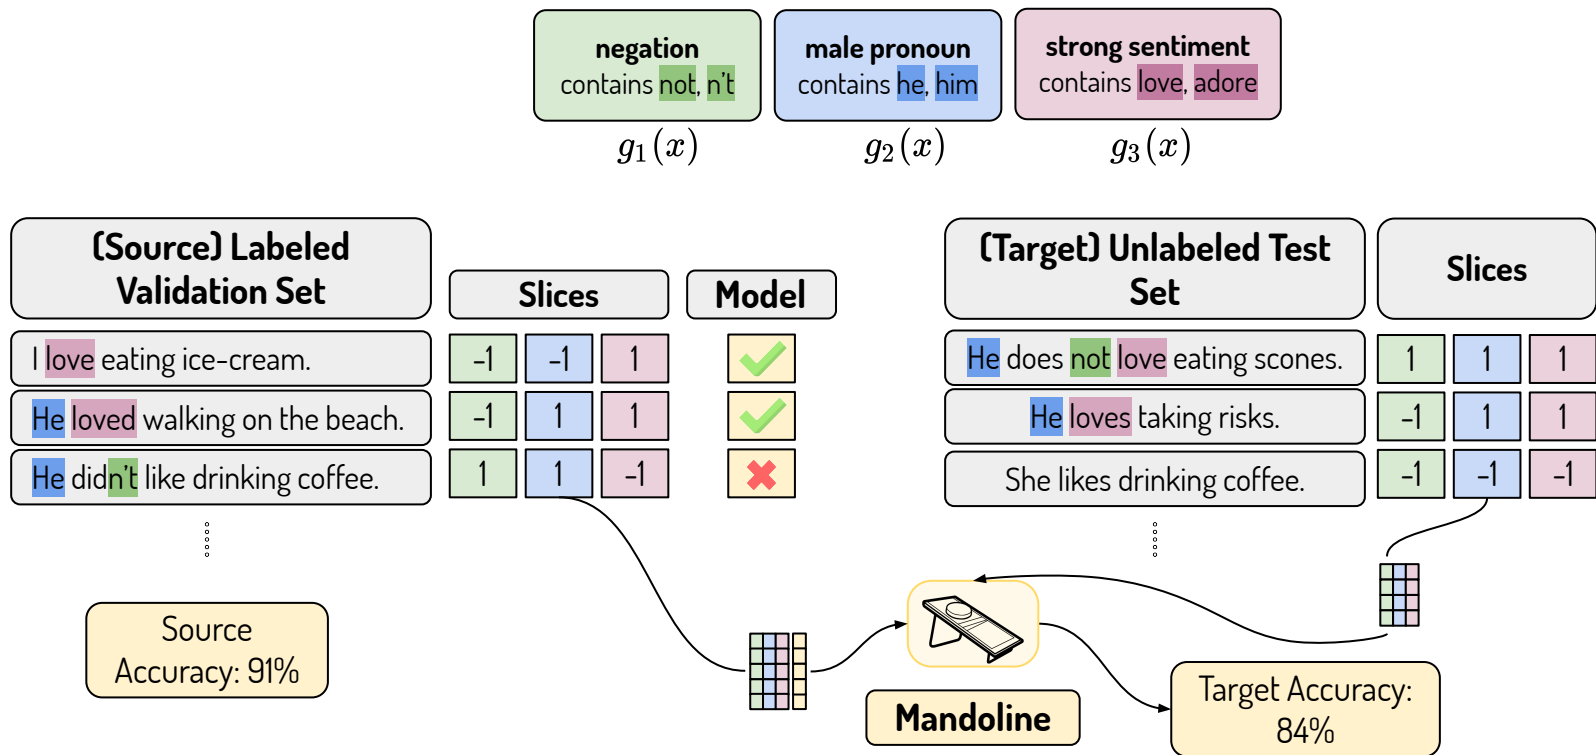 negation
contains not, n't
g₁(x)
male pronoun
contains he, him
g₂(x)
strong sentiment
contains love, adore
g₃(x)
(Source) Labeled
Validation Set
Slices
Model
I love eating ice-cream.
-1 -1 1
He loved walking on the beach.
-1 1 1
He didn't like drinking coffee.
1 1 -1
Source
Accuracy: 91%
(Target) Unlabeled Test
Set
Slices
He does not love eating scones.
1 1 1
He loves taking risks.
-1 1 1
She likes drinking coffee.
-1 -1 -1
Mandoline
Target Accuracy:
84%